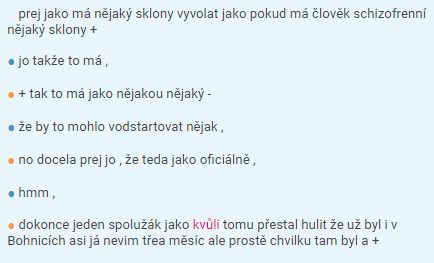 prej jako má nějaký sklony vyvolat jako pokud má člověk schizofrenní
nějaký sklony +
jo takže to má ,
+ tak to má jako nějakou nějaký -
že by to mohlo vodstartovat nějak ,
no docela prej jo , že teda jako oficiálně ,
hmm ,
dokonce jeden spolužák jako kvůli tomu přestal hulit že už byl i v
Bohnicích asi já nevim třea měsíc ale prostě chvilku tam byl a +